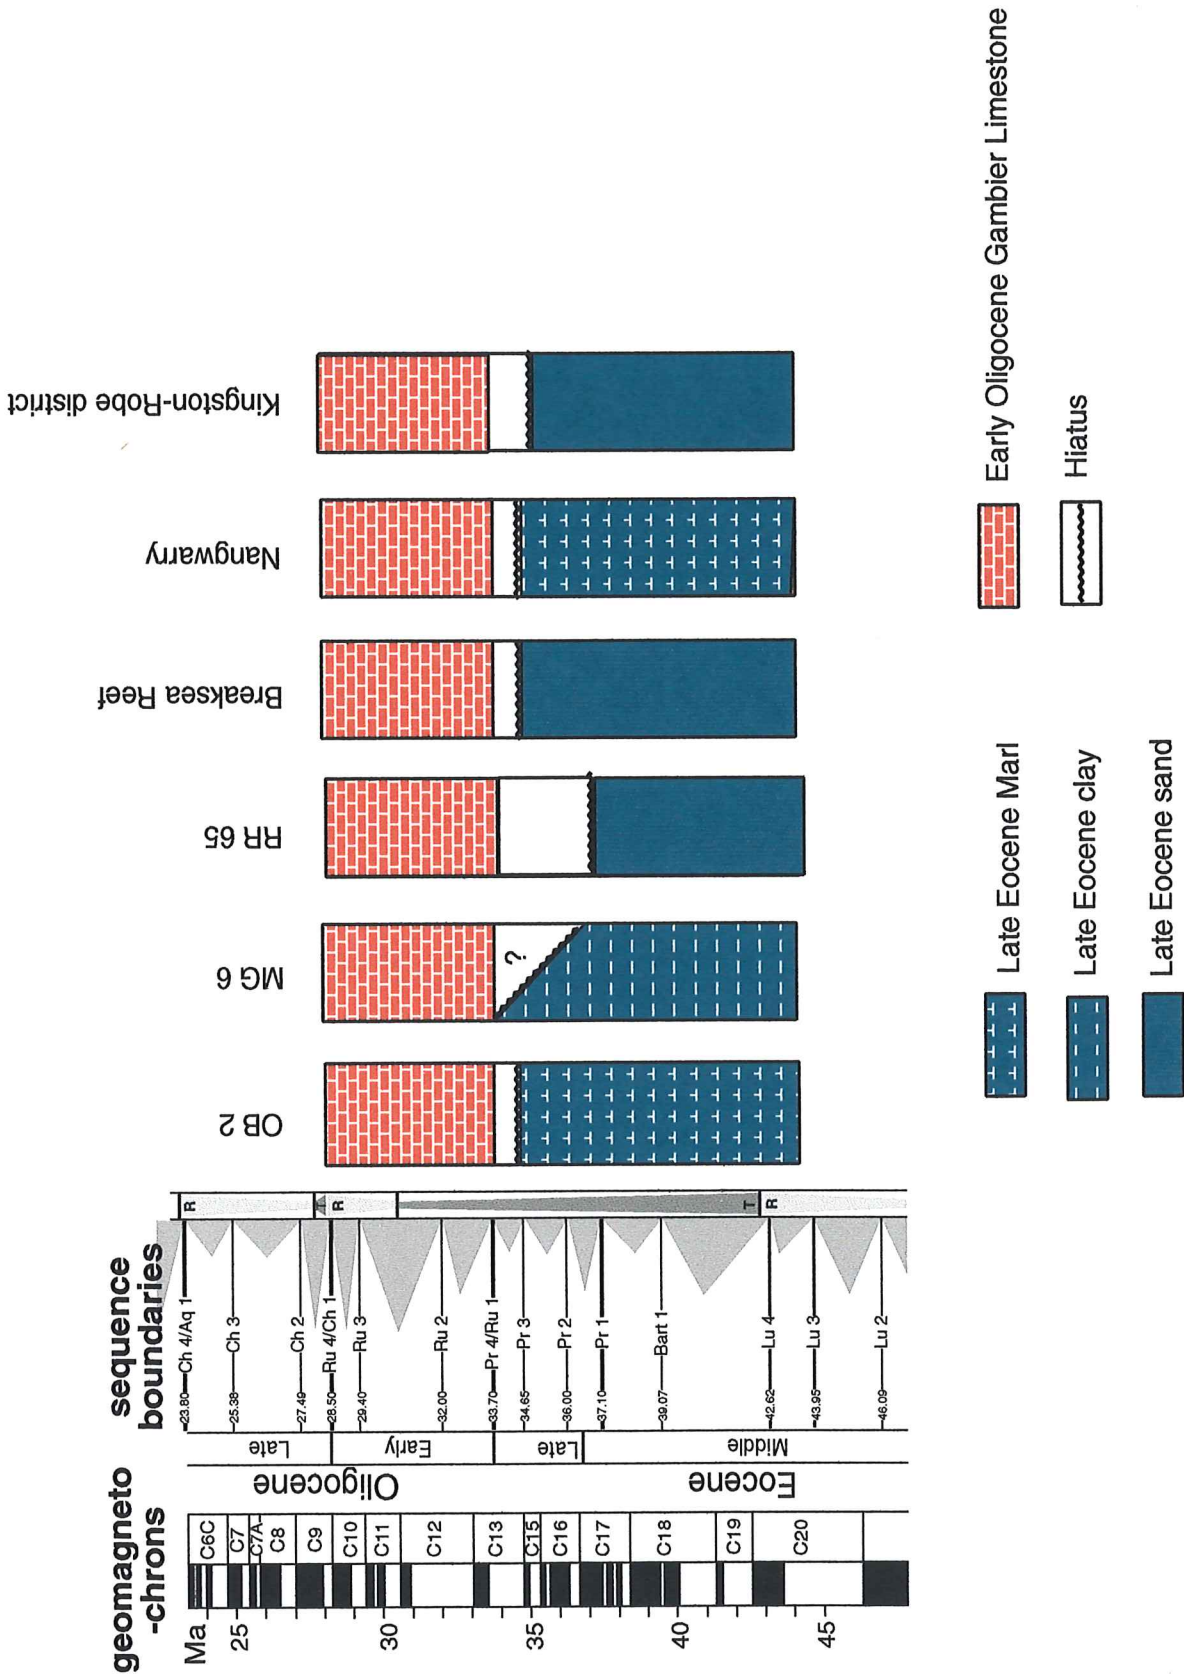 geomagneto
-chrons
sequence
boundaries
Ma
25
30
35
40
45
C6C
C7
C7A
C8
C9
C10
C11
C12
C13
C15
C16
C17
C18
C19
C20
Oligocene
Eocene
Late
Early
Late
Middle
23.80 Ch 4/Aq 1
25.38 Ch 3
27.49 Ch 2
28.50 Ru 4/Ch 1
29.40 Ru 3
32.00 Ru 2
33.70 Pr 4/Ru 1
34.65 Pr 3
36.00 Pr 2
37.10 Pr 1
39.07 Bart 1
42.62 Lu 4
43.95 Lu 3
46.09 Lu 2
R
R
T
R
OB 2
MG 6
RR 65
Breaksea Reef
Nangwarry
Kingston-Robe district
?
Late Eocene Marl
Late Eocene clay
Late Eocene sand
Early Oligocene Gambier Limestone
Hiatus